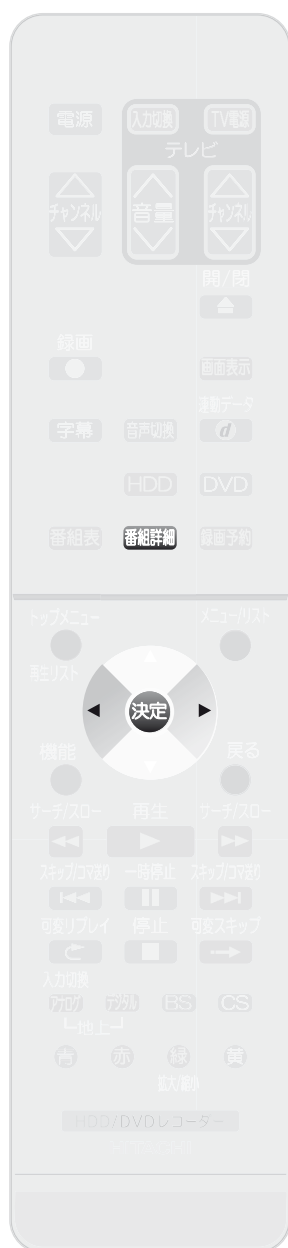 電源 入力切換 TV電源
テレビ
チャンネル 音量 チャンネル
開/閉
録画
画面表示
連動データ
字幕 音声切換 d
HDD DVD
番組表 番組詳細 録画予約
トップメニュー メニュー/リスト
再生リスト
決定
機能 戻る
サーチ/スロー 再生 サーチ/スロー
スキップ/コマ送り 一時停止 スキップ/コマ送り
可変リプレイ 停止 可変スキップ
入力切換
アナログ デジタル BS CS
地上
青 赤 緑 黄
拡大/縮小
HDD/DVDレコーダー